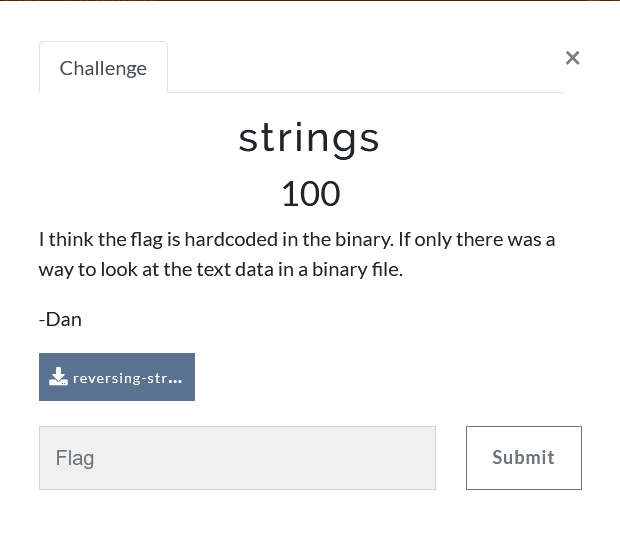 Challenge
×
strings
100
I think the flag is hardcoded in the binary. If only there was a
way to look at the text data in a binary file.
-Dan
reversing-str...
Flag
Submit